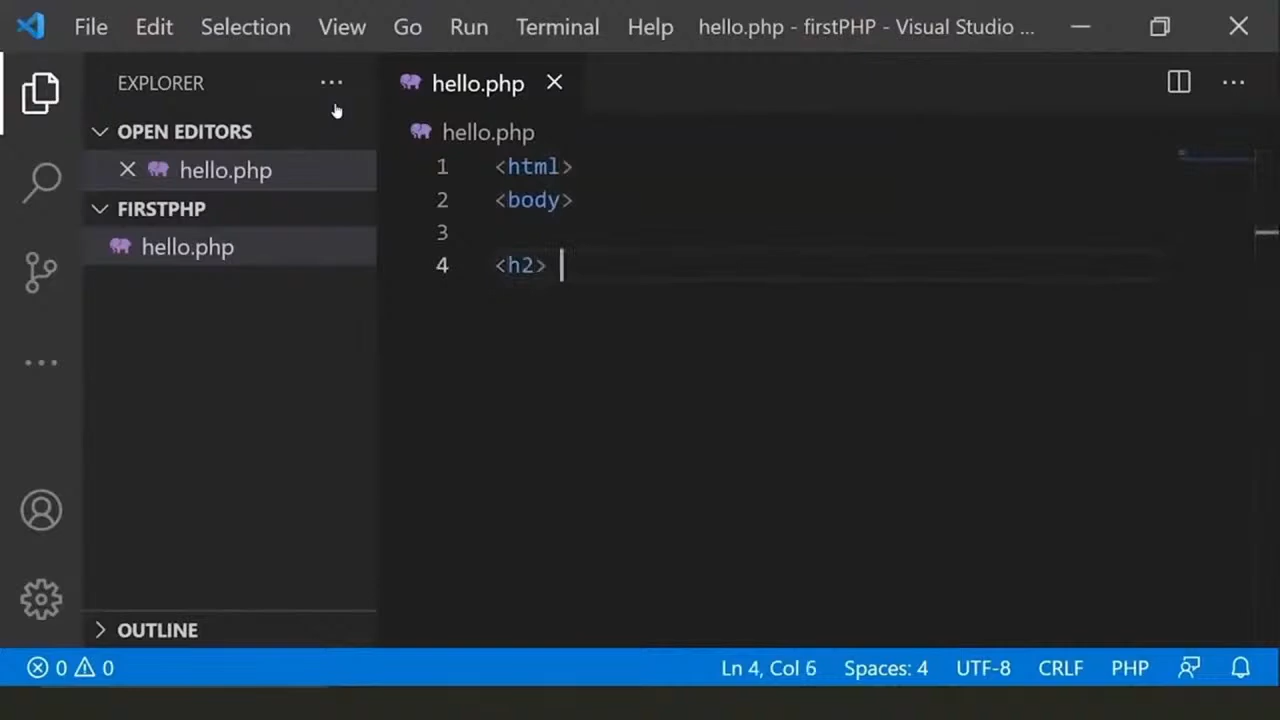 File Edit Selection View Go Run Terminal Help hello.php - firstPHP - Visual Studio ...
EXPLORER
OPEN EDITORS
hello.php
FIRSTPHP
hello.php
OUTLINE
hello.php
hello.php
1 <html>
2 <body>
3
4 <h2>
0 0
Ln 4, Col 6 Spaces: 4 UTF-8 CRLF PHP